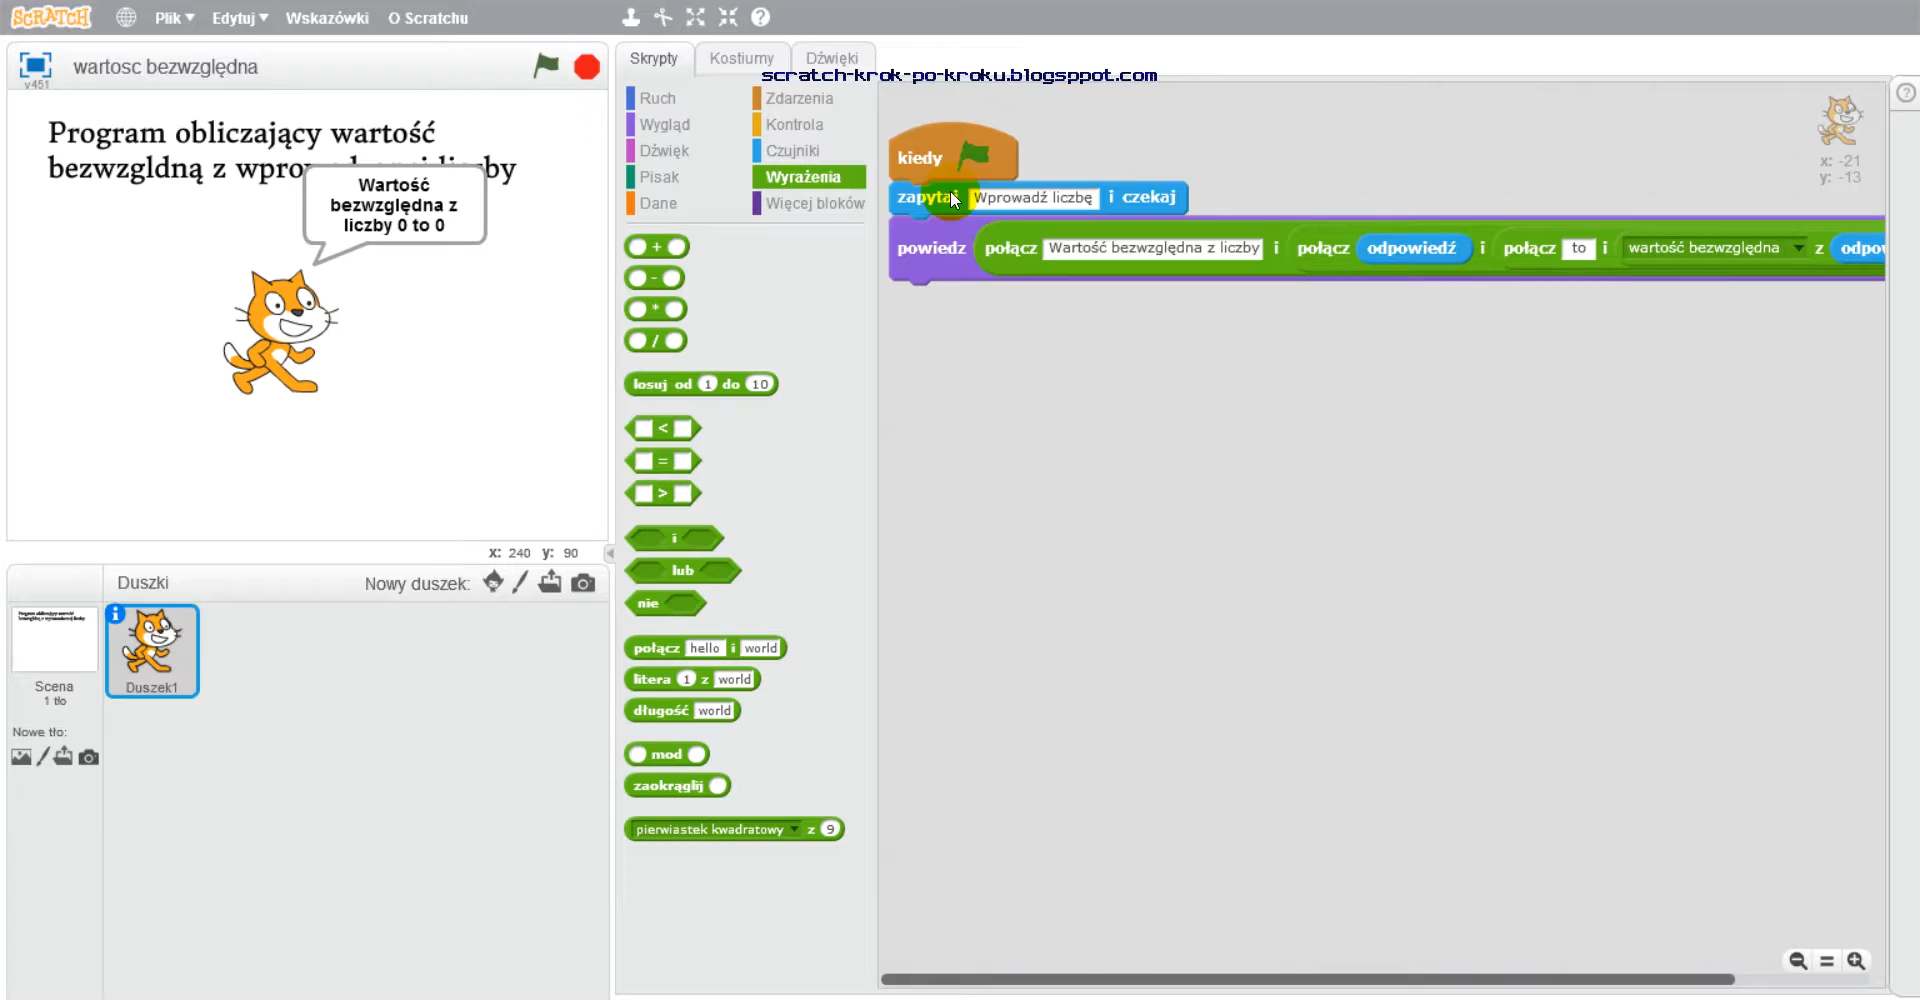 SCRATCH
Plik
Edytuj
Wskazówki
O Scratchu
wartosc bezwzględna
v451
Skrypty
Kostiumy
Dźwięki
scratch-krok-po-kroku.blogsppot.com
Program obliczający wartość
bezwzgldną z
Wartość
bezwzględna z
liczby 0 to 0
x: 240 y: 90
Duszki
Nowy duszek:
Scena
1 tło
Nowe tło:
Duszek1
Ruch
Zdarzenia
Wygląd
Kontrola
Dźwięk
Czujniki
Pisak
Wyrażenia
Dane
Więcej bloków
+
-
*
/
losuj od 1 do 10
<
=
>
i
lub
nie
połącz hello i world
litera 1 z world
długość world
mod
zaokrąglij
pierwiastek kwadratowy z 9
kiedy
zapytaj Wprowadź liczbę i czekaj
powiedz połącz Wartość bezwzględna z liczby i połącz odpowiedź i połącz to i wartość bezwzględna z
x: -21
y: -13